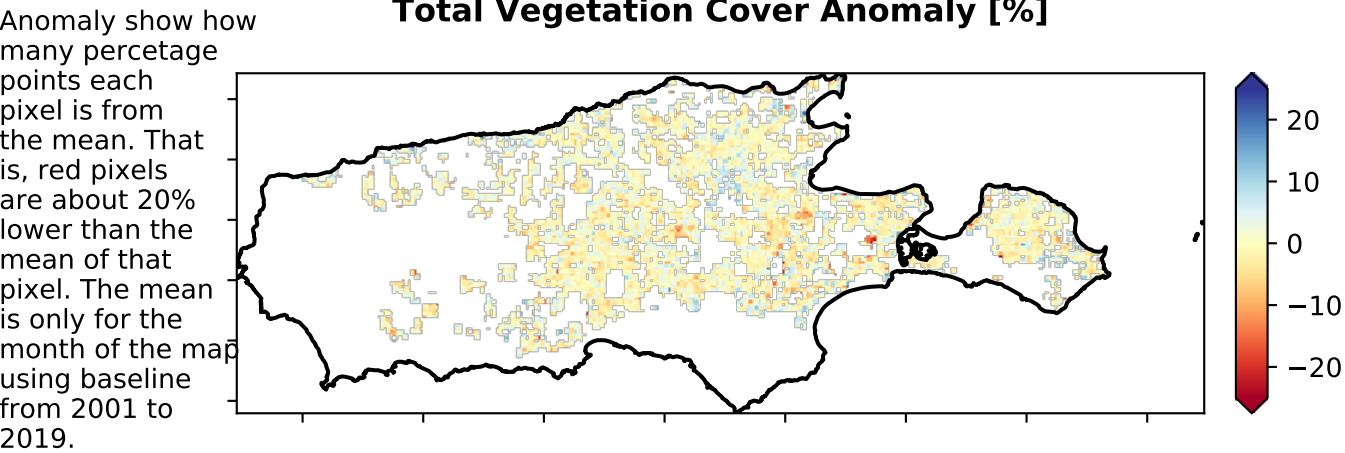 Total Vegetation Cover Anomaly [%]
Anomaly show how
many percetage
points each
pixel is from
the mean. That
is, red pixels
are about 20%
lower than the
mean of that
pixel. The mean
is only for the
month of the map
using baseline
from 2001 to
2019.
20
10
0
−10
−20